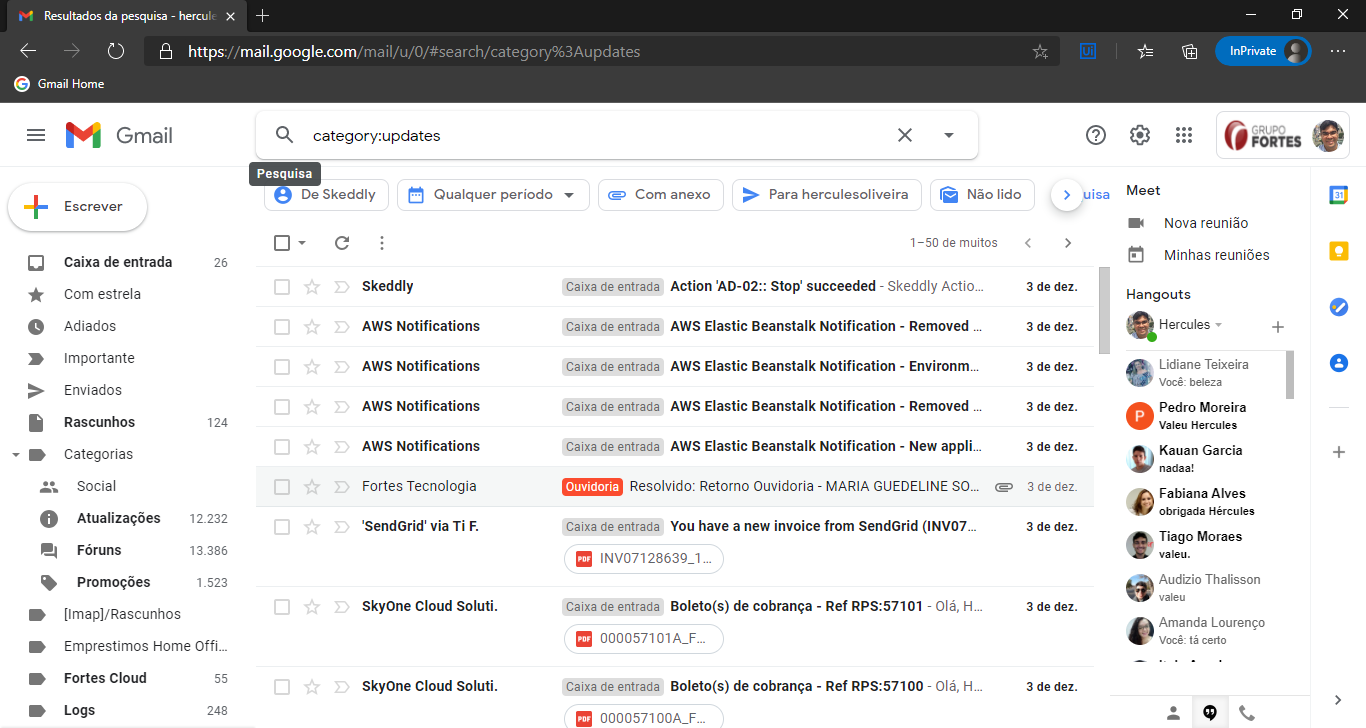 Resultados da pesquisa - hercule
https://mail.google.com/mail/u/0/#search/category%3Aupdates
InPrivate
Gmail Home
Gmail
category:updates
GRUPO
FORTES
Pesquisa
De Skeddly
Qualquer período
Com anexo
Para herculesoliveira
Não lido
uisa
1–50 de muitos
Escrever
Caixa de entrada 26
Com estrela
Adiados
Importante
Enviados
Rascunhos 124
Categorias
Social
Atualizações 12.232
Fóruns 13.386
Promoções 1.523
[Imap]/Rascunhos
Emprestimos Home Offi...
Fortes Cloud 55
Logs 248
Skeddly Caixa de entrada Action 'AD-02:: Stop' succeeded - Skeddly Actio... 3 de dez.
AWS Notifications Caixa de entrada AWS Elastic Beanstalk Notification - Removed ... 3 de dez.
AWS Notifications Caixa de entrada AWS Elastic Beanstalk Notification - Environm... 3 de dez.
AWS Notifications Caixa de entrada AWS Elastic Beanstalk Notification - Removed ... 3 de dez.
AWS Notifications Caixa de entrada AWS Elastic Beanstalk Notification - New appli... 3 de dez.
Fortes Tecnologia Ouvidoria Resolvido: Retorno Ouvidoria - MARIA GUEDELINE SO... 3 de dez.
'SendGrid' via Ti F. Caixa de entrada You have a new invoice from SendGrid (INV07... 3 de dez.
PDF INV07128639_1...
SkyOne Cloud Soluti. Caixa de entrada Boleto(s) de cobrança - Ref RPS:57101 - Olá, H... 3 de dez.
PDF 000057101A_F...
SkyOne Cloud Soluti. Caixa de entrada Boleto(s) de cobrança - Ref RPS:57100 - Olá, H... 3 de dez.
PDF 000057100A_F...
Meet
Nova reunião
Minhas reuniões
Hangouts
Hercules
Lidiane Teixeira
Você: beleza
P
Pedro Moreira
Valeu Hercules
Kauan Garcia
nadaa!
Fabiana Alves
obrigada Hércules
Tiago Moraes
valeu.
Audizio Thalisson
valeu
Amanda Lourenço
Você: tá certo
31